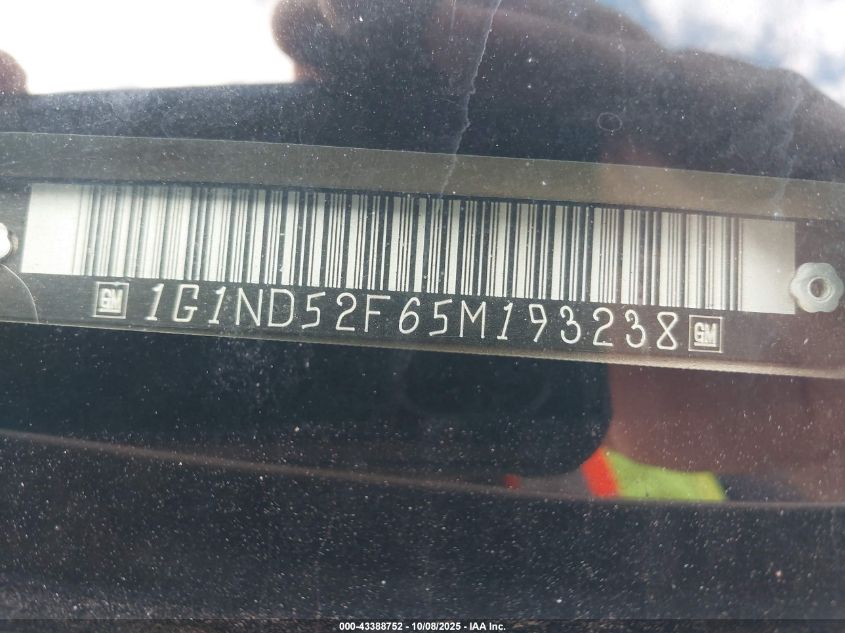 GM 1G1ND52F65M193238 GM
000-43388752 - 10/08/2025 - IAA Inc.